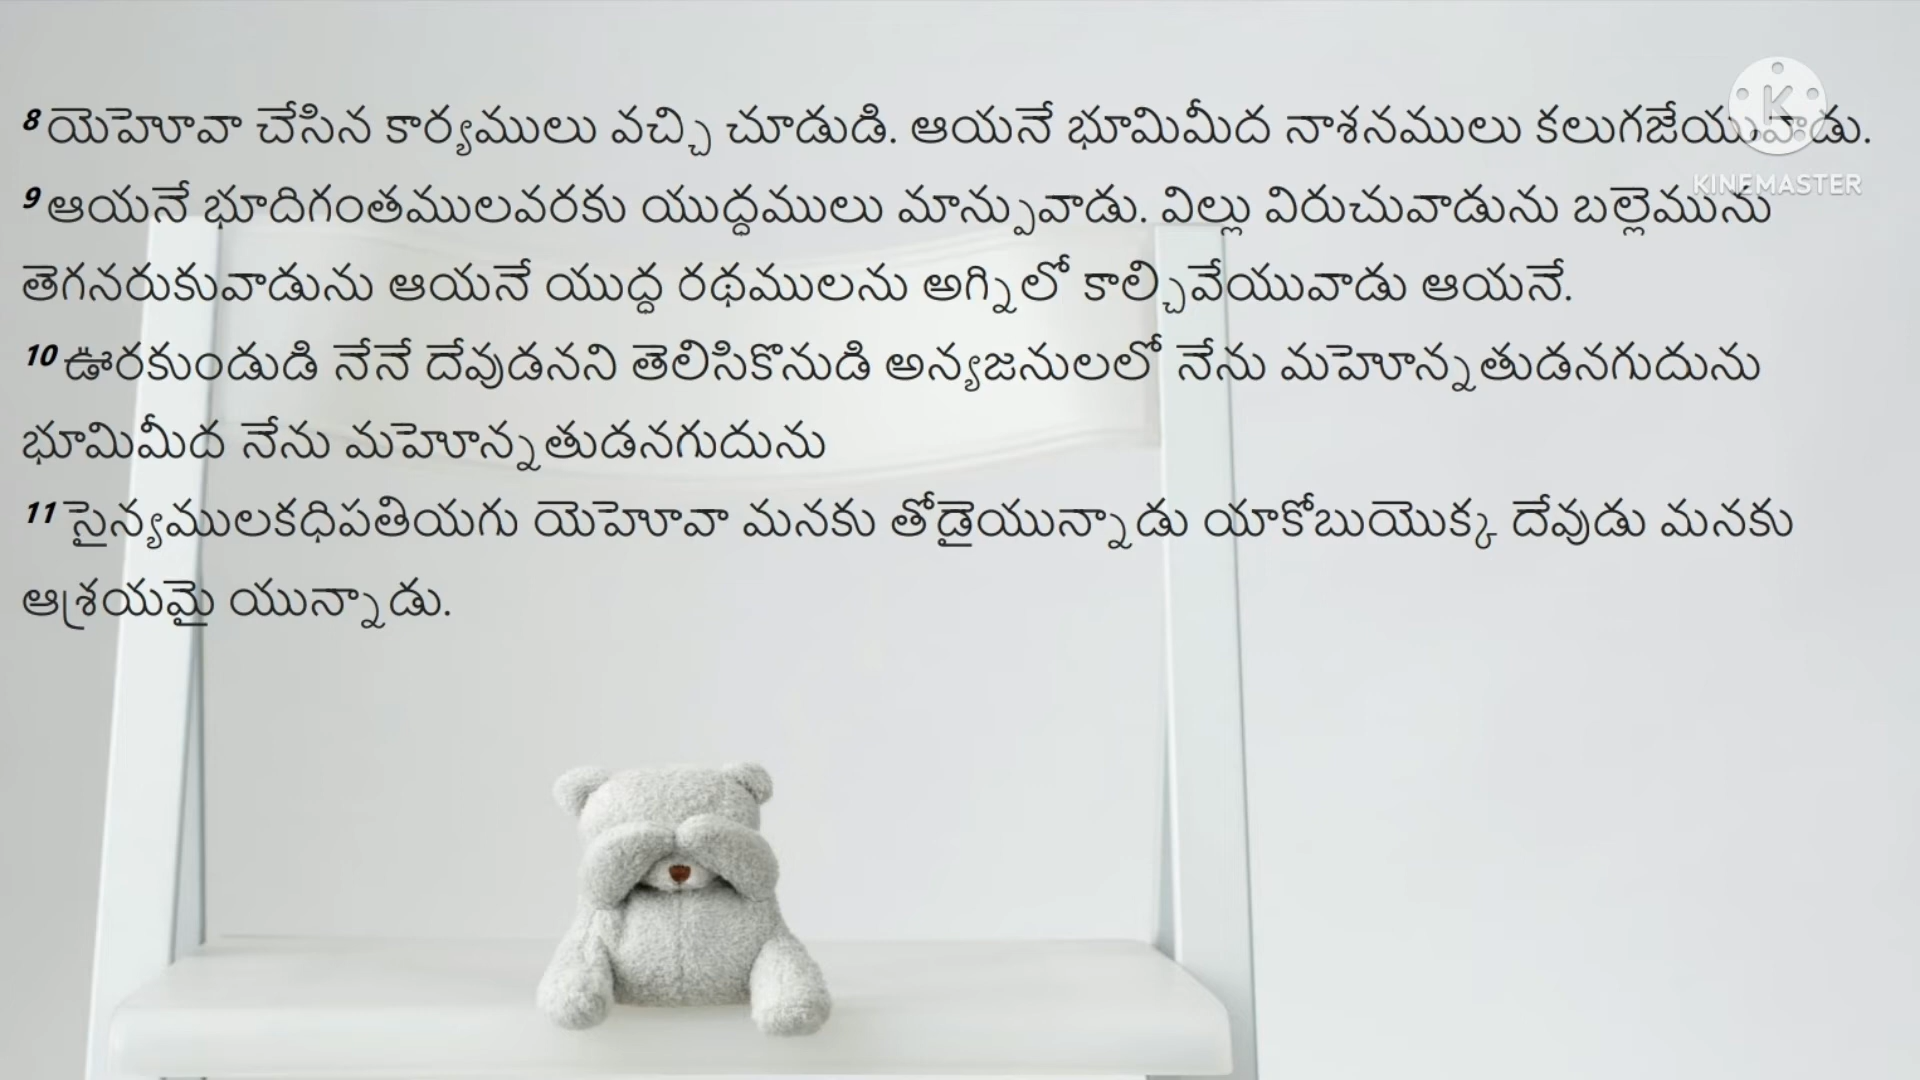 8 యెహోవా చేసిన కార్యములు వచ్చి చూడుడి. ఆయనే భూమిమీద నాశనములు కలుగజేయువాడు.
9 ఆయనే భూదిగంతములవరకు యుద్ధములు మాన్పువాడు. విల్లు విరుచువాడును బల్లెమును
తెగనరుకువాడును ఆయనే యుద్ధ రథములను అగ్నిలో కాల్చివేయువాడు ఆయనే.
10 ఊరకుండుడి నేనే దేవుడనని తెలిసికొనుడి అన్యజనులలో నేను మహోన్నతుడనగుదును
భూమిమీద నేను మహోన్నతుడనగుదును
11 సైన్యములకధిపతియగు యెహోవా మనకు తోడైయున్నాడు యాకోబుయొక్క దేవుడు మనకు
ఆశ్రయమై యున్నాడు.
K
KINEMASTER